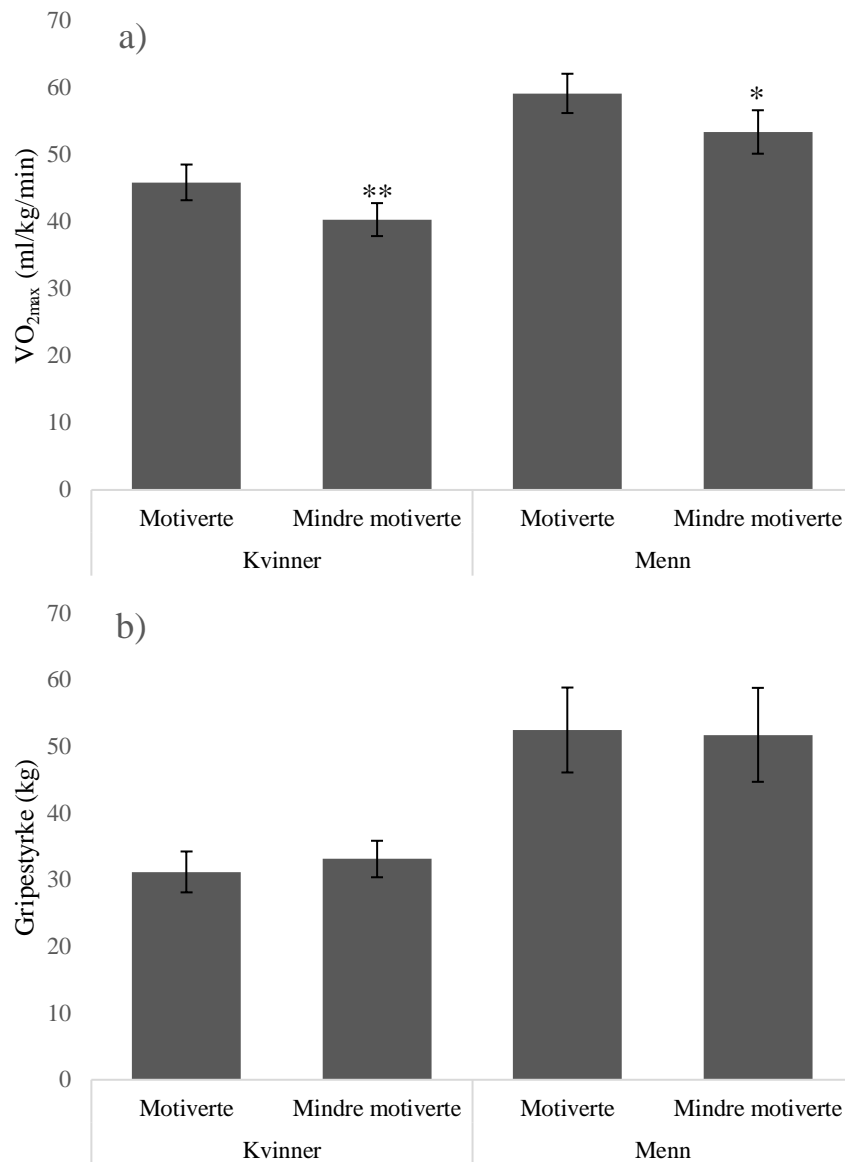 a)
VO2max (ml/kg/min)
70
60
50
40
30
20
10
0
**
*
Motiverte Mindre motiverte Motiverte Mindre motiverte
Kvinner Menn
b)
Gripestyrke (kg)
70
60
50
40
30
20
10
0
Motiverte Mindre motiverte Motiverte Mindre motiverte
Kvinner Menn